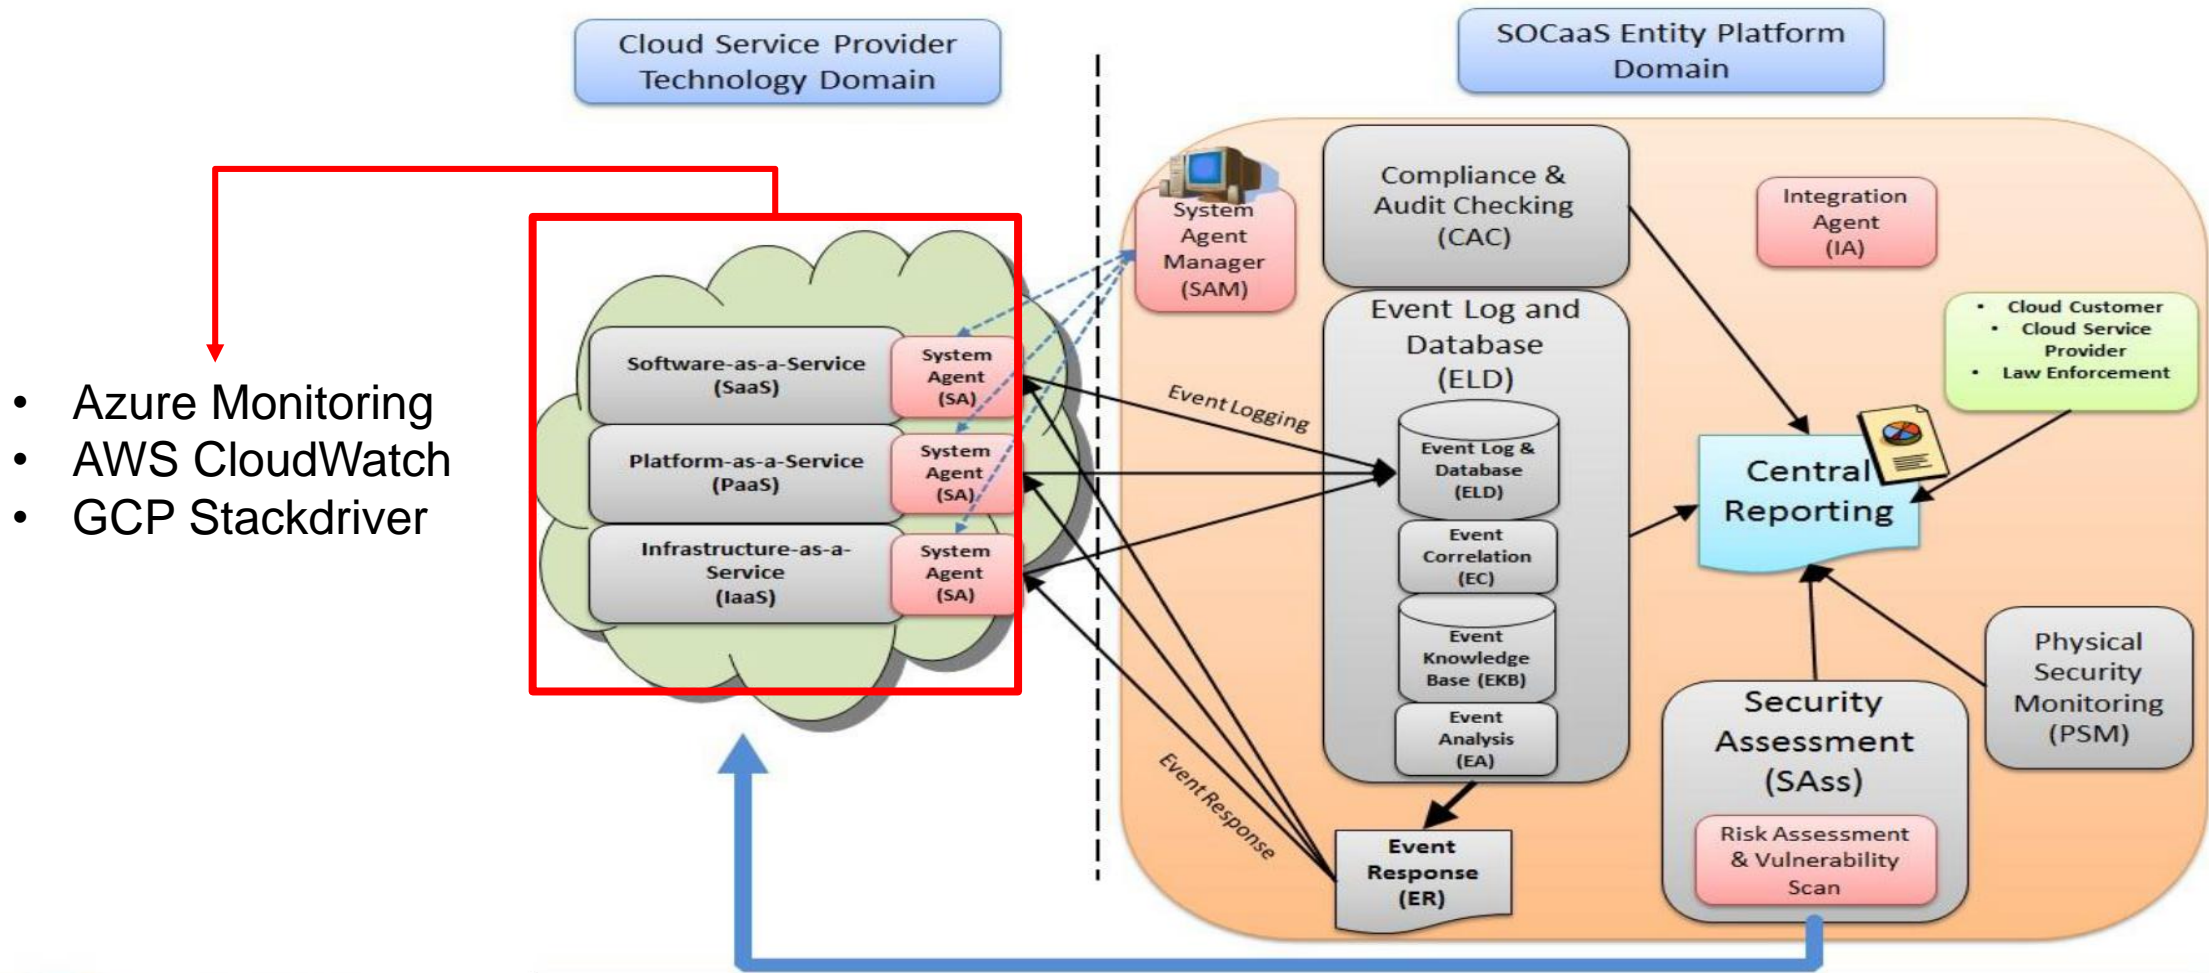 Cloud Service Provider
Technology Domain
SOCaaS Entity Platform
Domain
• Azure Monitoring
• AWS CloudWatch
• GCP Stackdriver
Software-as-a-Service
(SaaS)
System
Agent
(SA)
Platform-as-a-Service
(PaaS)
System
Agent
(SA)
Infrastructure-as-a-
Service
(IaaS)
System
Agent
(SA)
System
Agent
Manager
(SAM)
Event Logging
Event Response
Compliance &
Audit Checking
(CAC)
Event Log and
Database
(ELD)
Event Log &
Database
(ELD)
Event
Correlation
(EC)
Event
Knowledge
Base (EKB)
Event
Analysis
(EA)
Event
Response
(ER)
Integration
Agent
(IA)
• Cloud Customer
• Cloud Service
Provider
• Law Enforcement
Central
Reporting
Physical
Security
Monitoring
(PSM)
Security
Assessment
(SAss)
Risk Assessment
& Vulnerability
Scan